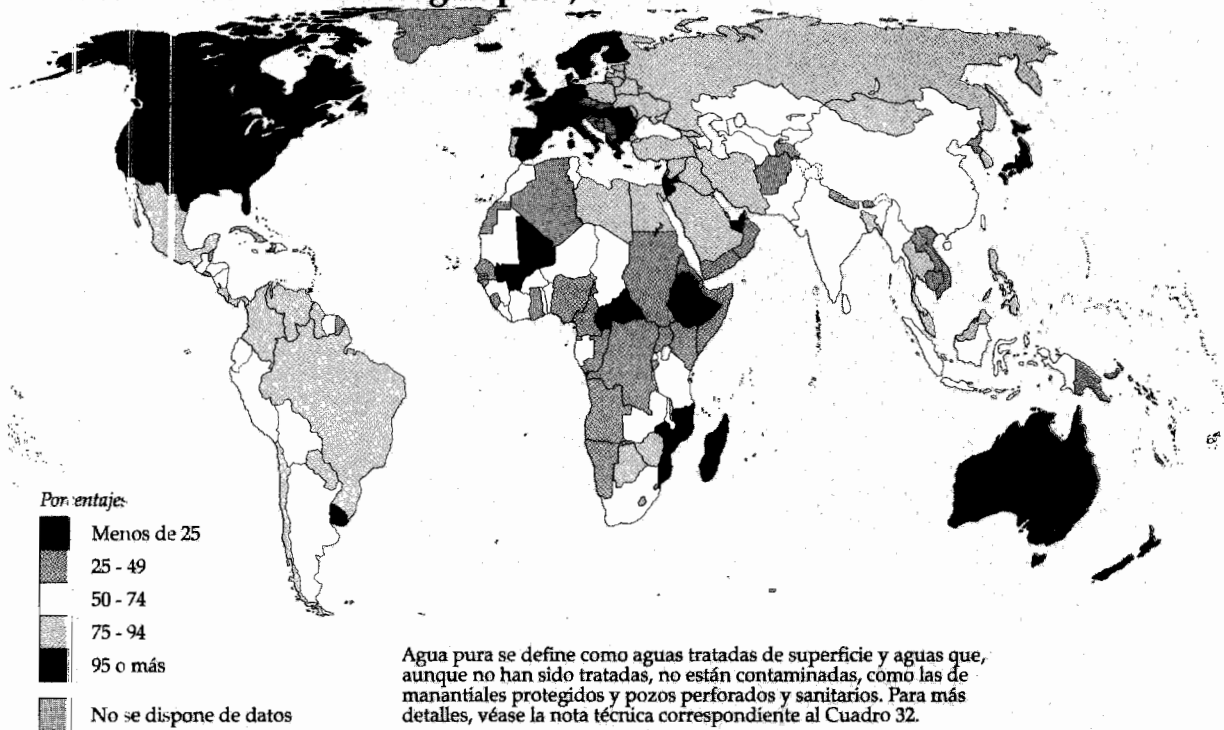 Porcentajes
Menos de 25
25 - 49
50 - 74
75 - 94
95 o más
No se dispone de datos
Agua pura se define como aguas tratadas de superficie y aguas que,
aunque no han sido tratadas, no están contaminadas, como las de
manantiales protegidos y pozos perforados y sanitarios. Para más
detalles, véase la nota técnica correspondiente al Cuadro 32.